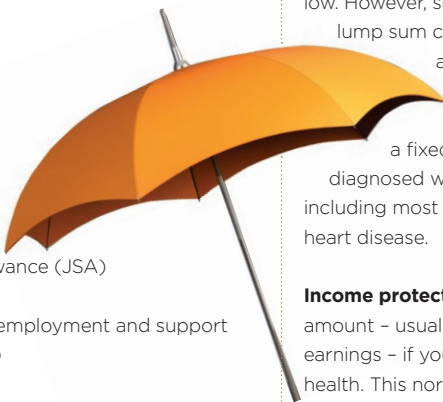 wance (JSA)
employment and support
)
low. However, s
lump sum c
a
a fixed
diagnosed w
including most
heart disease.
Income protect
amount – usual
earnings – if you
health. This nor